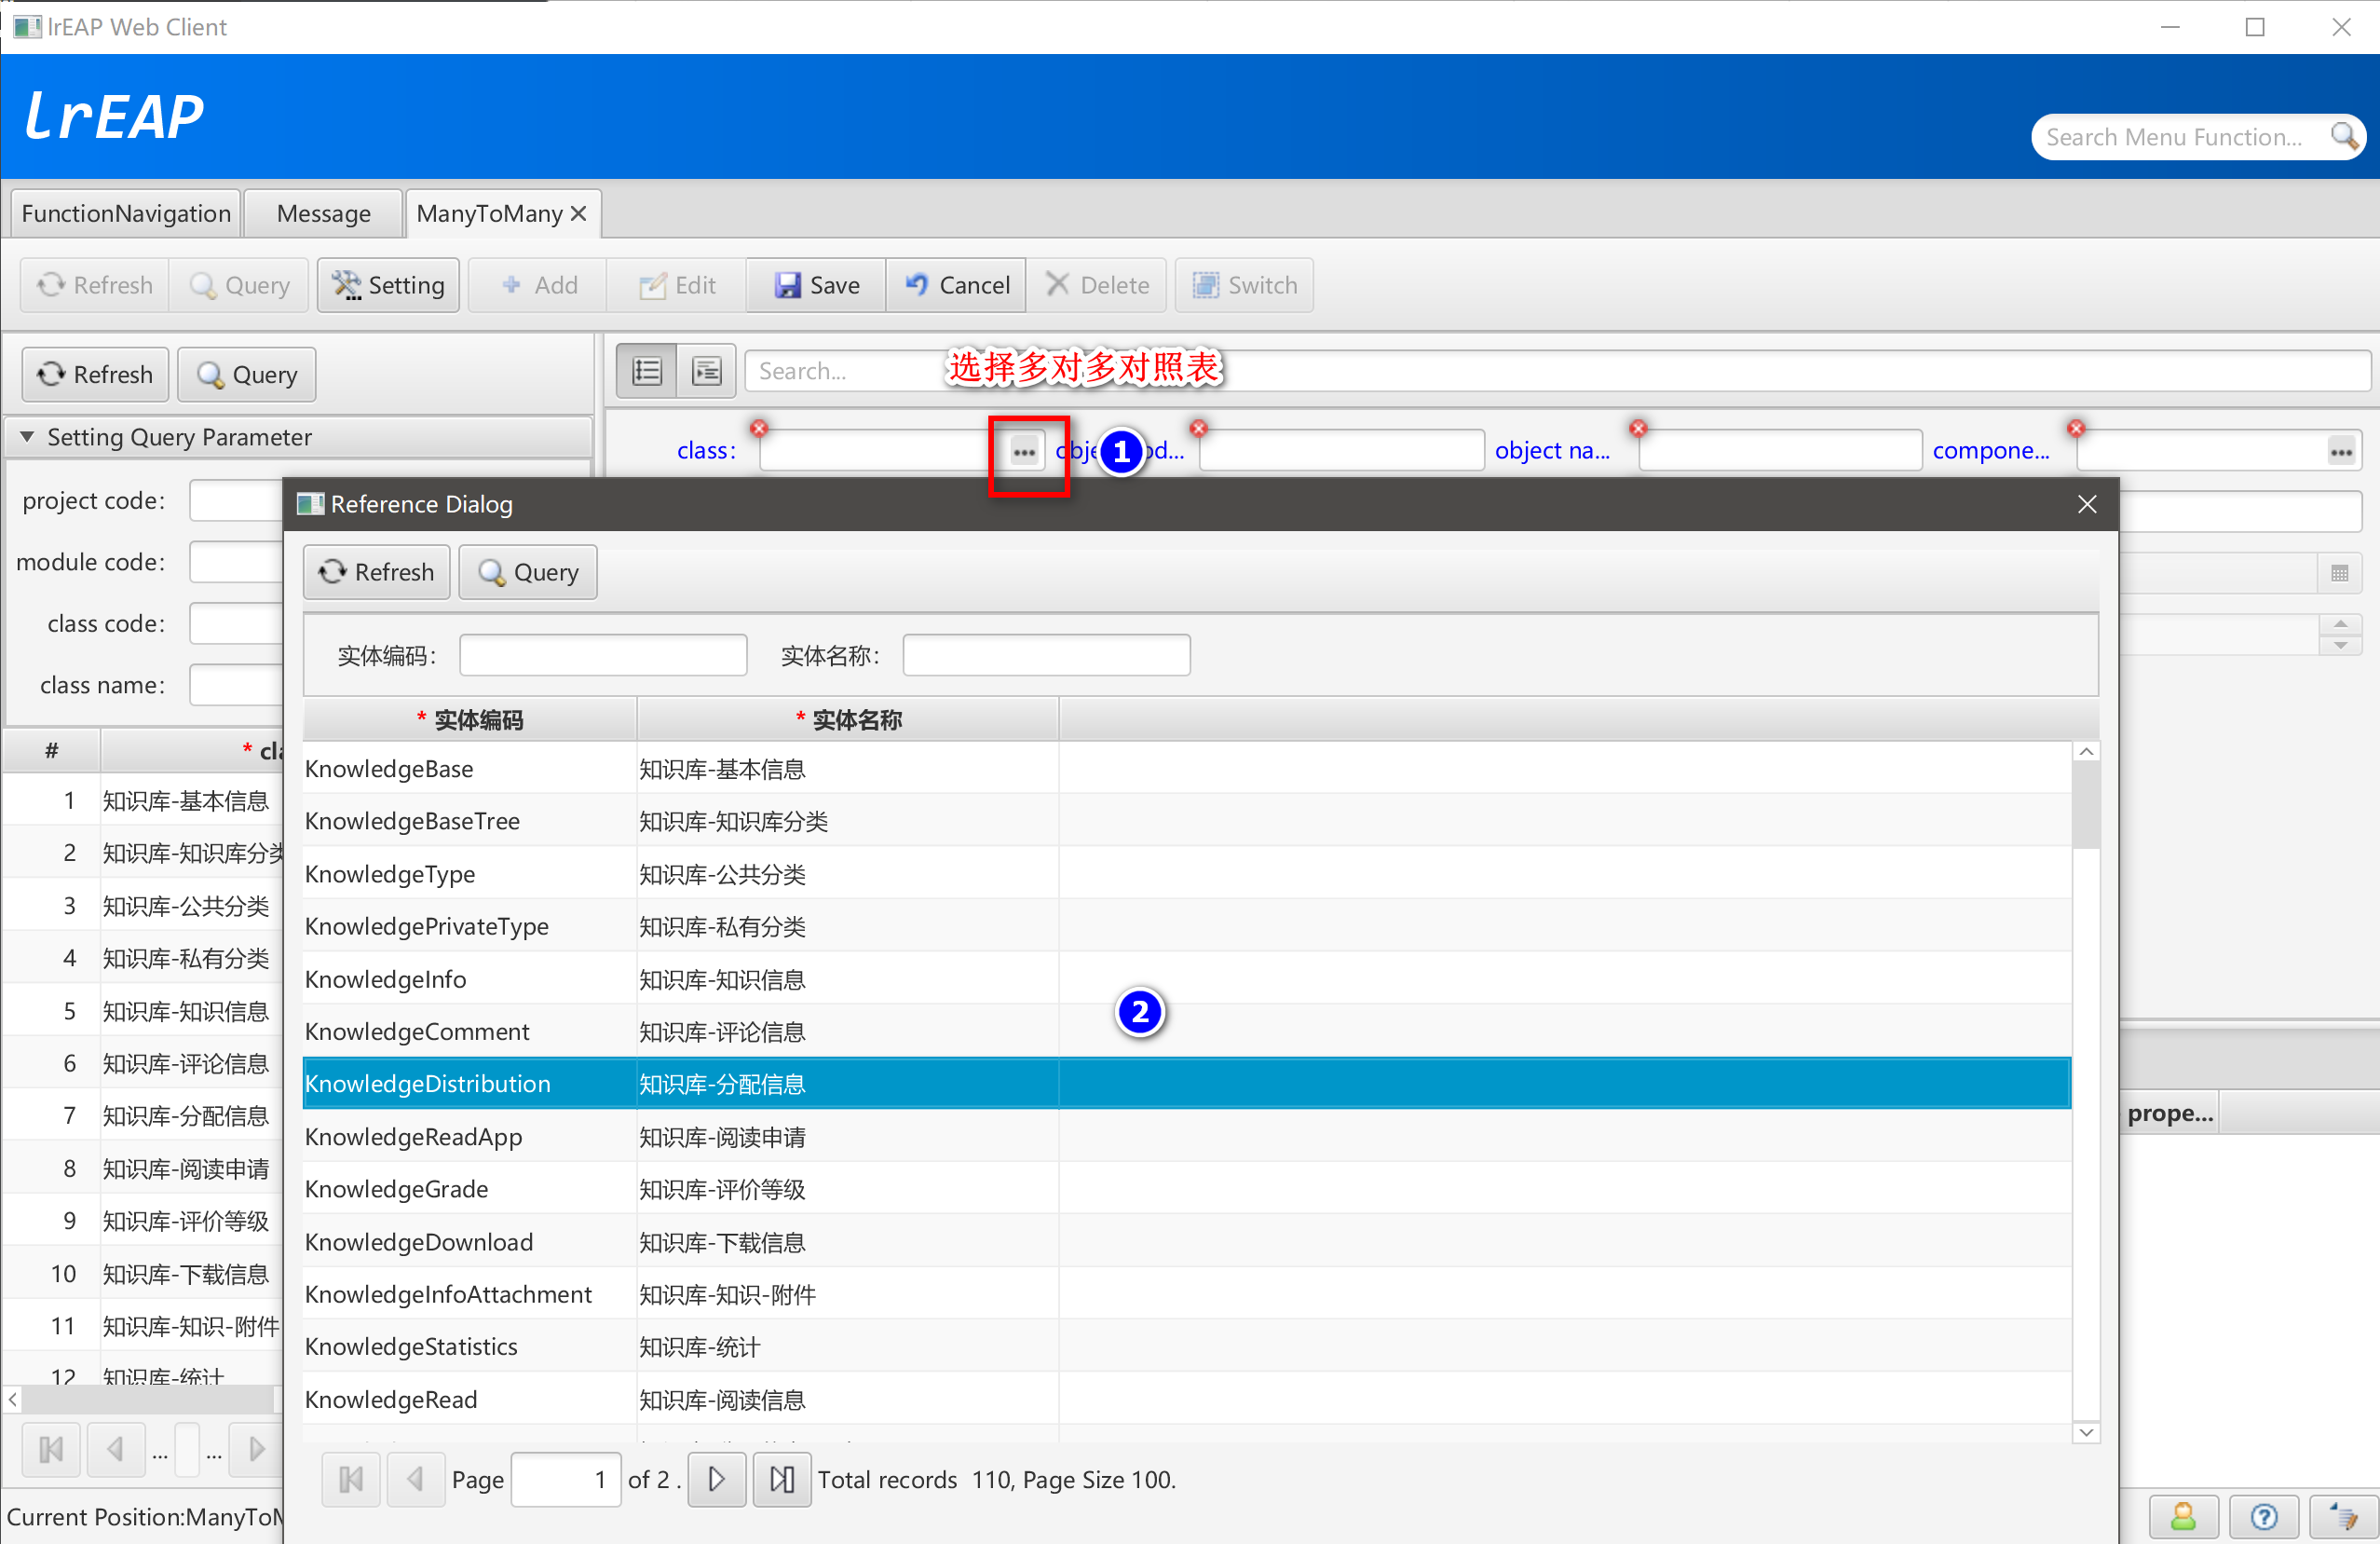 lrEAP Web Client
lrEAP
Search Menu Function...
FunctionNavigation Message ManyToMany
Refresh Query Setting Add Edit Save Cancel Delete Switch
Refresh Query
Search...
选择多对多对照表
Setting Query Parameter
class: 1 object na... compone...
project code:
module code:
class code:
class name:
Reference Dialog
Refresh Query
实体编码: 实体名称:
* 实体编码 * 实体名称
KnowledgeBase 知识库-基本信息
KnowledgeBaseTree 知识库-知识库分类
KnowledgeType 知识库-公共分类
KnowledgePrivateType 知识库-私有分类
KnowledgeInfo 知识库-知识信息
2
KnowledgeComment 知识库-评论信息
KnowledgeDistribution 知识库-分配信息
KnowledgeReadApp 知识库-阅读申请
KnowledgeGrade 知识库-评价等级
KnowledgeDownload 知识库-下载信息
KnowledgeInfoAttachment 知识库-知识-附件
KnowledgeStatistics 知识库-统计
KnowledgeRead 知识库-阅读信息
Page 1 of 2 . Total records 110, Page Size 100.
# * cla
1 知识库-基本信息
2 知识库-知识库分类
3 知识库-公共分类
4 知识库-私有分类
5 知识库-知识信息
6 知识库-评论信息
7 知识库-分配信息
8 知识库-阅读申请
9 知识库-评价等级
10 知识库-下载信息
11 知识库-知识-附件
12 知识库-统计
... ...
prope...
Current Position:ManyToM